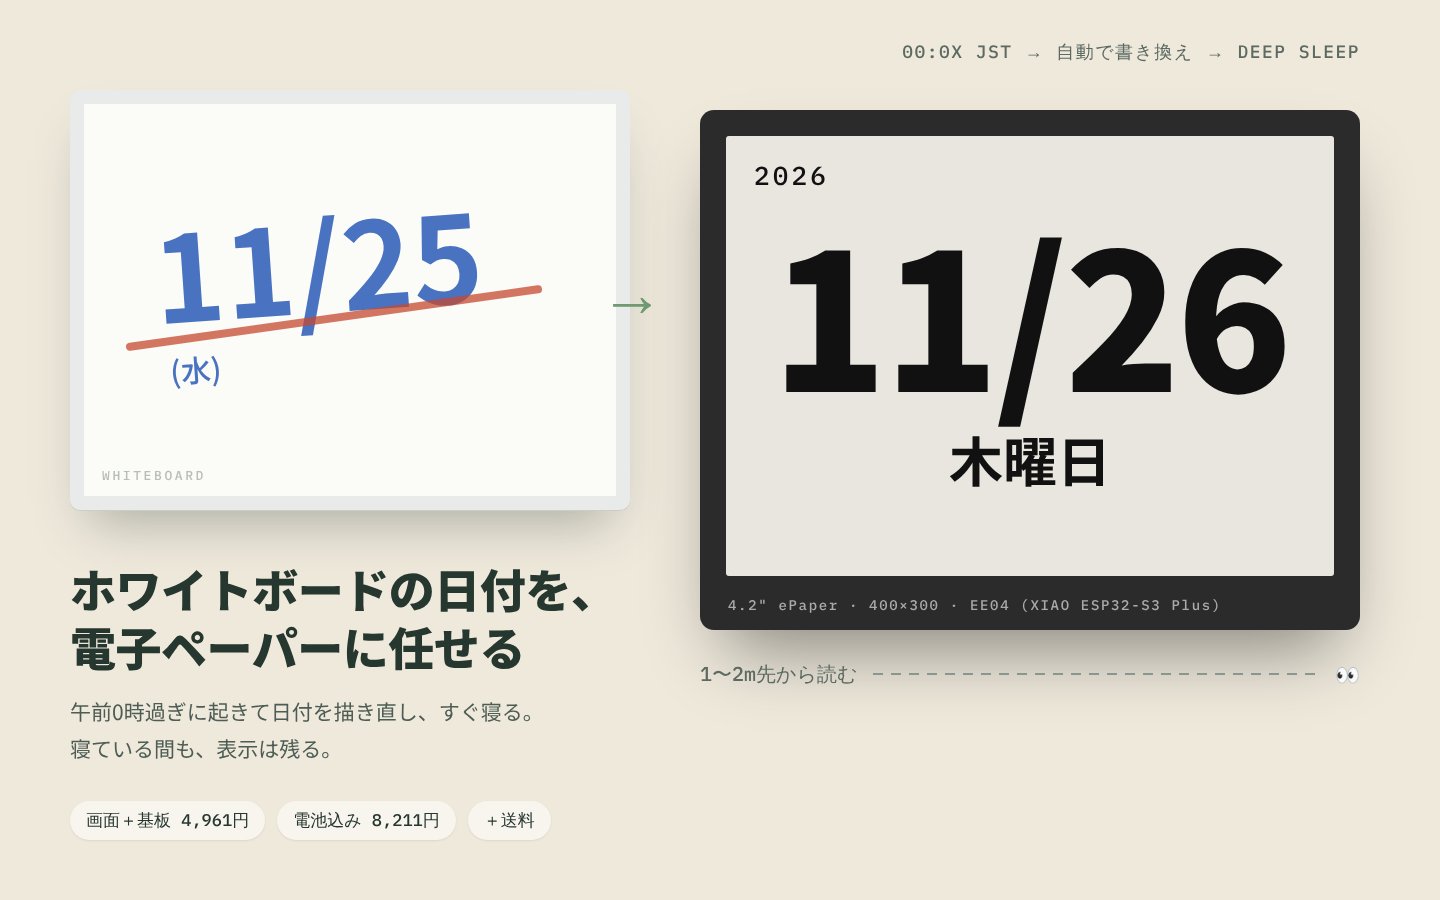 00:0X JST → 自動で書き換え → DEEP SLEEP
11/25
(水)
WHITEBOARD
→
2026
11/26
木曜日
4.2" ePaper · 400×300 · EE04 (XIAO ESP32-S3 Plus)
1〜2m先から読む
ホワイトボードの日付を、
電子ペーパーに任せる
午前0時過ぎに起きて日付を描き直し、すぐ寝る。
寝ている間も、表示は残る。
画面＋基板 4,961円
電池込み 8,211円
＋送料